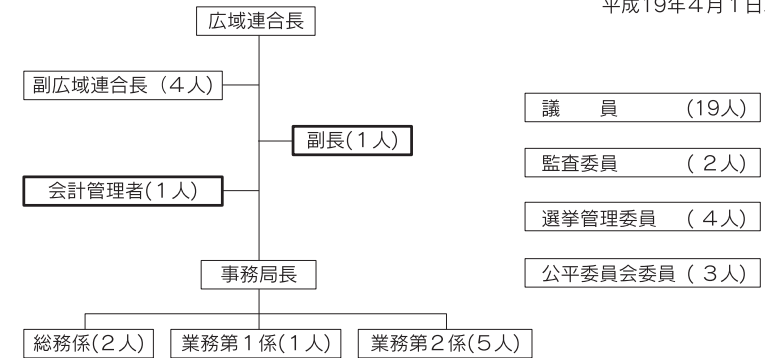 平成19年4月1日
広域連合長
副広域連合長（4人）
副長(1人)
会計管理者(1人)
事務局長
総務係(2人)
業務第1係(1人)
業務第2係(5人)
議　員　(19人)
監査委員　( 2人)
選挙管理委員　( 4人)
公平委員会委員 ( 3人)